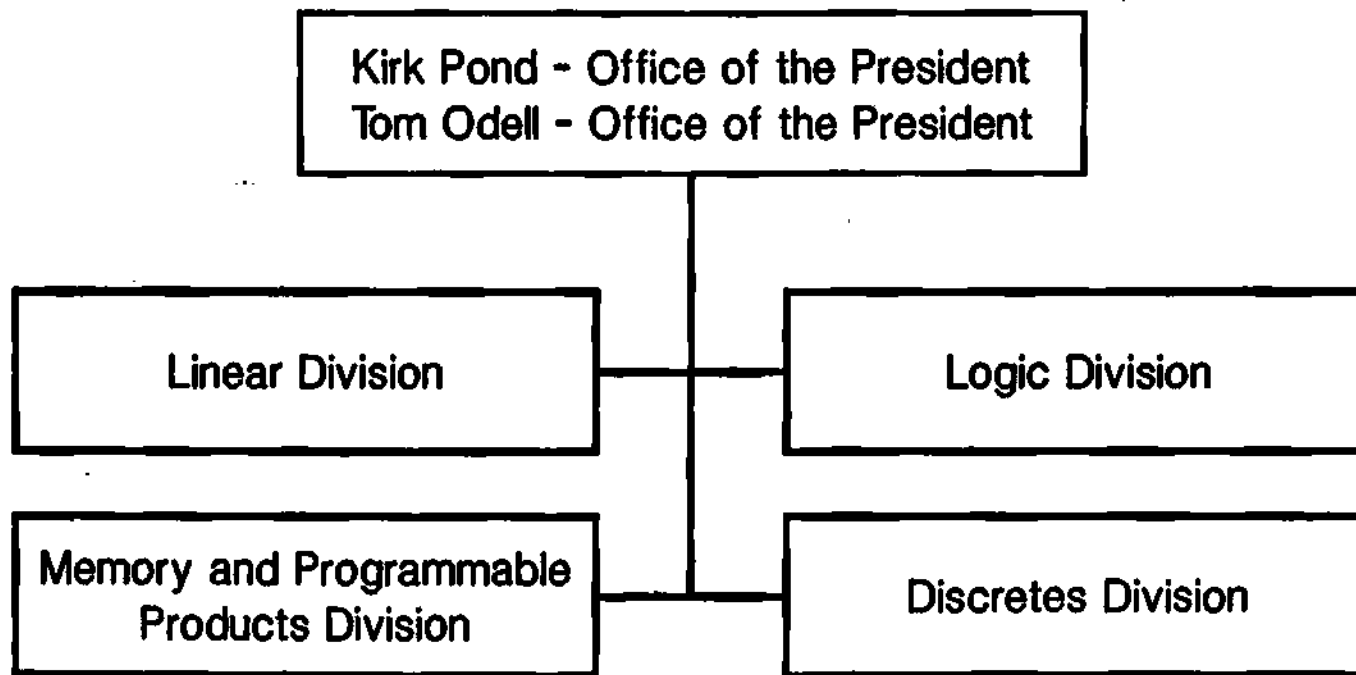 Kirk Pond - Office of the President
Tom Odell - Office of the President
Linear Division
Logic Division
Memory and Programmable
Products Division
Discretes Division